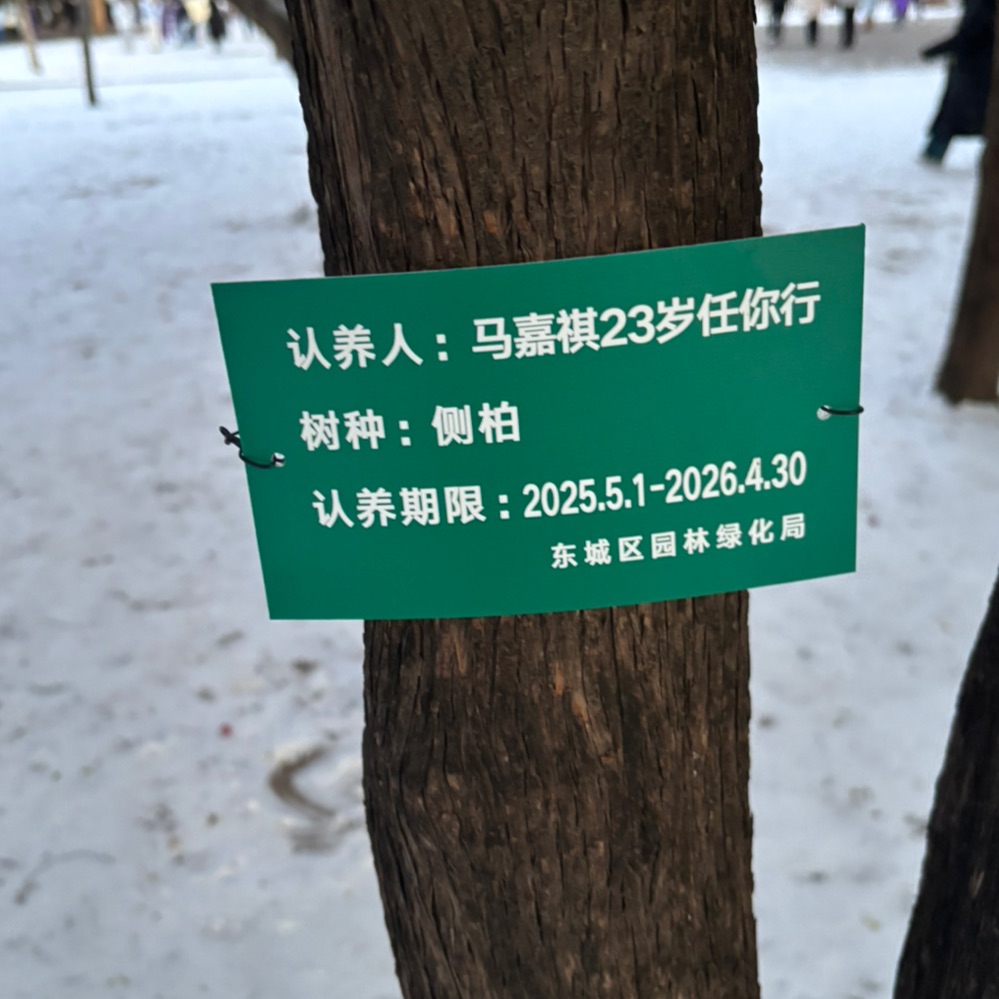 认养人：马嘉祺23岁任你行
树种：侧柏
认养期限：2025.5.1-2026.4.30
东城区园林绿化局